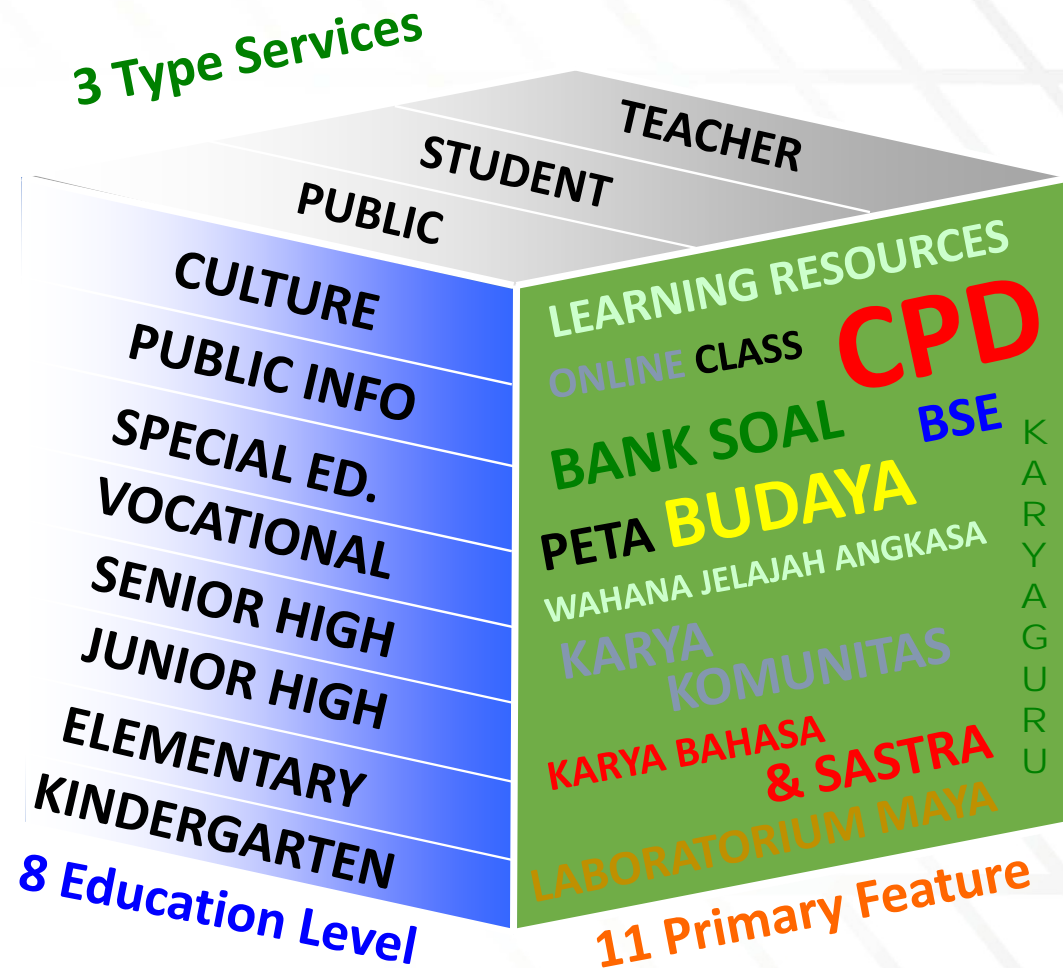 3 Type Services
TEACHER
STUDENT
PUBLIC
CULTURE
PUBLIC INFO
SPECIAL ED.
VOCATIONAL
SENIOR HIGH
JUNIOR HIGH
ELEMENTARY
KINDERGARTEN
8 Education Level
LEARNING RESOURCES
ONLINE CLASS
CPD
BANK SOAL
BSE
PETA BUDAYA
WAHANA JELAJAH ANGKASA
KARYA
KOMUNITAS
KARYA BAHASA
& SASTRA
LABORATORIUM MAYA
KARYAGURU
11 Primary Feature